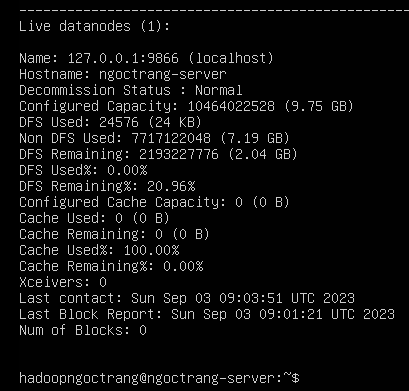 ------------------------------------------------
Live datanodes (1):
Name: 127.0.0.1:9866 (localhost)
Hostname: ngoctrang-server
Decommission Status : Normal
Configured Capacity: 10464022528 (9.75 GB)
DFS Used: 24576 (24 KB)
Non DFS Used: 7717122048 (7.19 GB)
DFS Remaining: 2193227776 (2.04 GB)
DFS Used%: 0.00%
DFS Remaining%: 20.96%
Configured Cache Capacity: 0 (0 B)
Cache Used: 0 (0 B)
Cache Remaining: 0 (0 B)
Cache Used%: 100.00%
Cache Remaining%: 0.00%
Xceivers: 0
Last contact: Sun Sep 03 09:03:51 UTC 2023
Last Block Report: Sun Sep 03 09:01:21 UTC 2023
Num of Blocks: 0
hadoopngoctrang@ngoctrang-server:~$